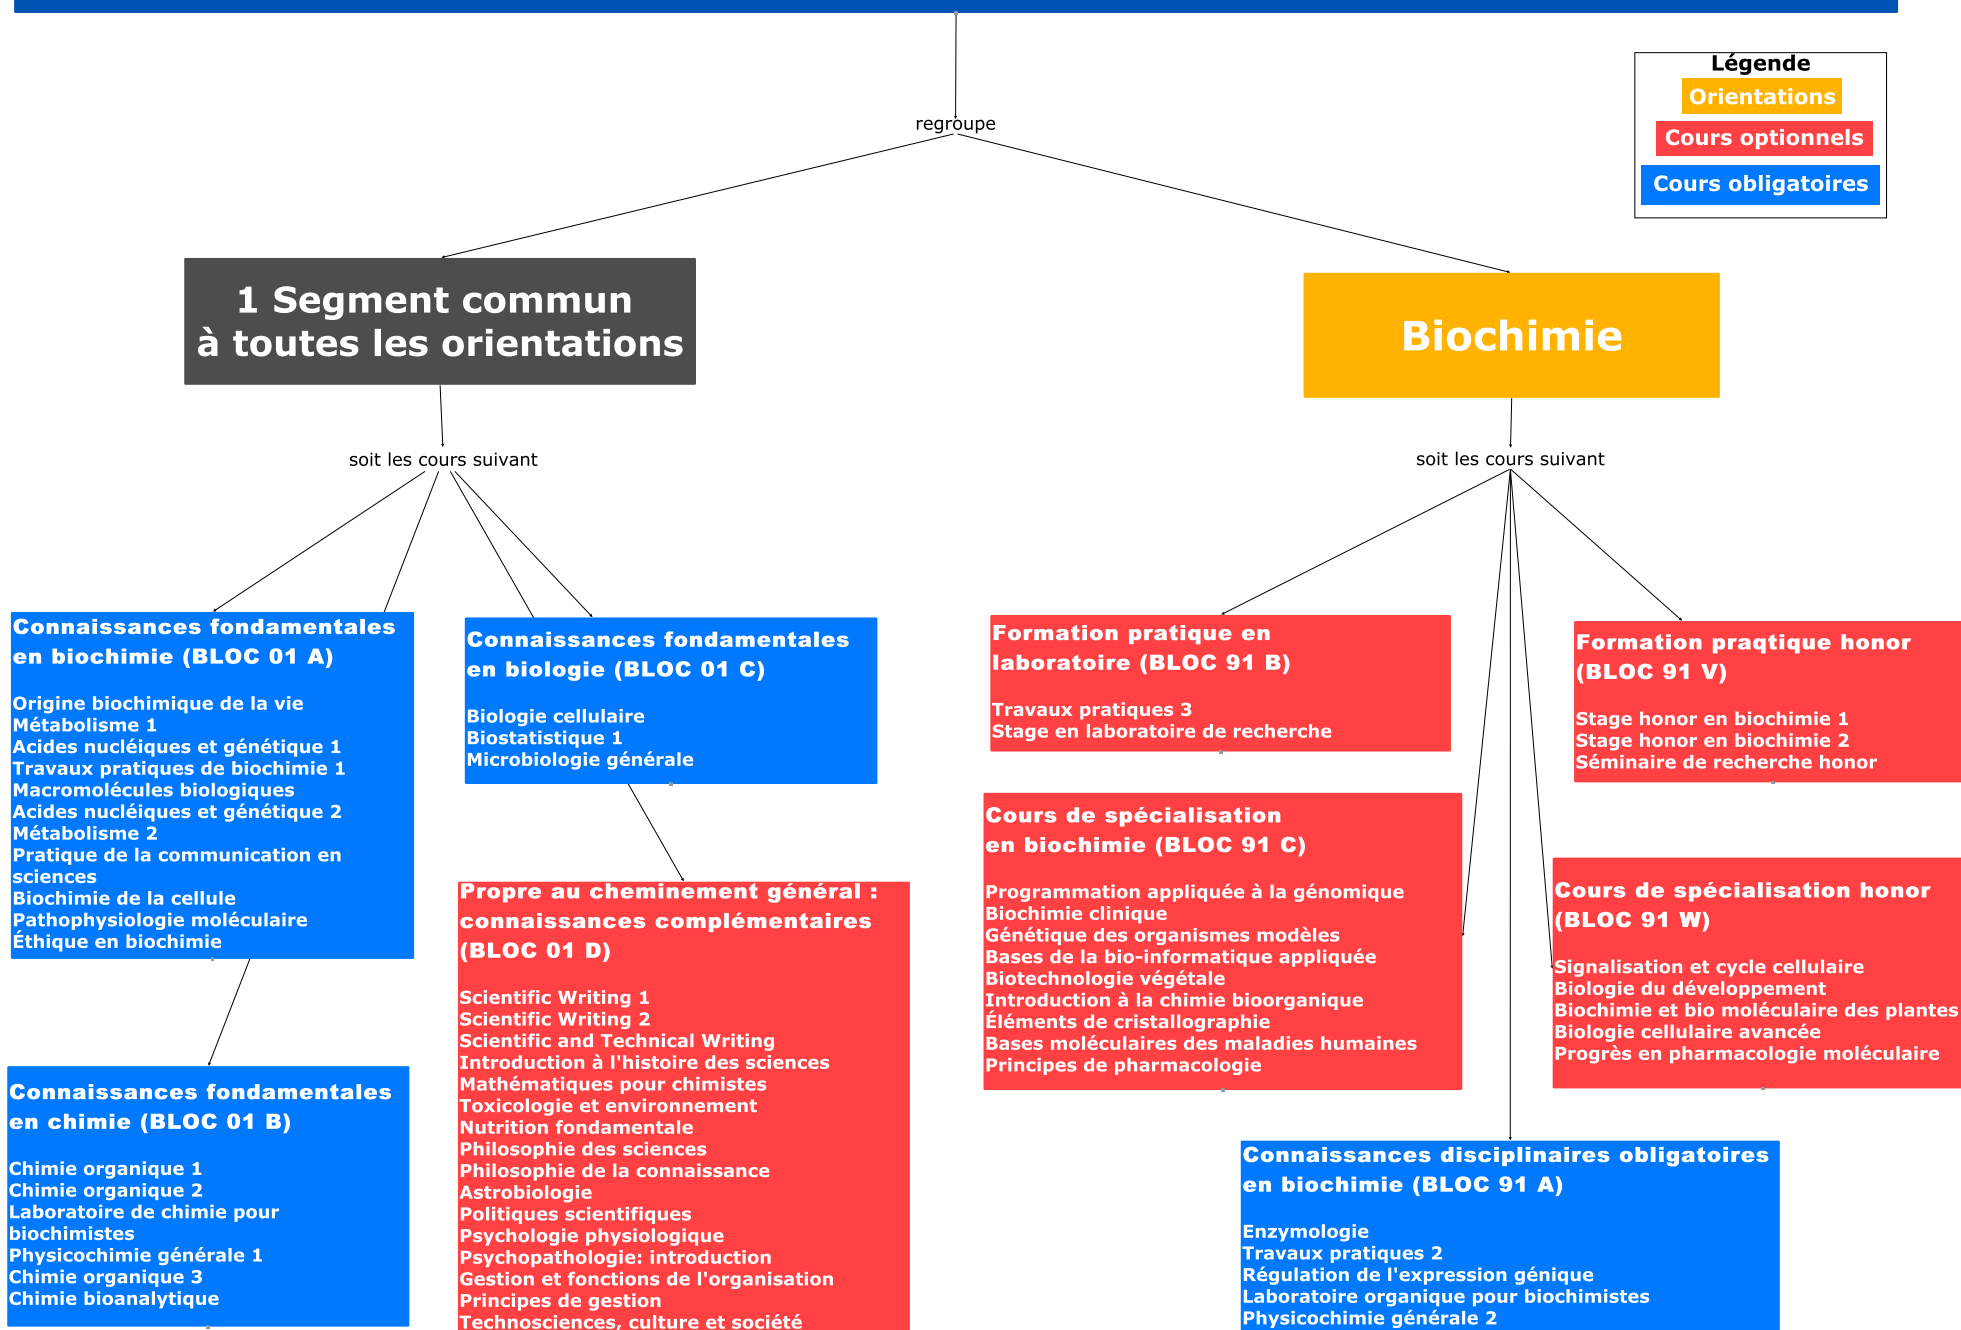 Légende
Orientations
Cours optionnels
Cours obligatoires
regroupe
1 Segment commun
à toutes les orientations
Biochimie
soit les cours suivant
soit les cours suivant
Connaissances fondamentales
en biochimie (BLOC 01 A)
Origine biochimique de la vie
Métabolisme 1
Acides nucléiques et génétique 1
Travaux pratiques de biochimie 1
Macromolécules biologiques
Acides nucléiques et génétique 2
Métabolisme 2
Pratique de la communication en
sciences
Biochimie de la cellule
Pathophysiologie moléculaire
Éthique en biochimie
Connaissances fondamentales
en biologie (BLOC 01 C)
Biologie cellulaire
Biostatistique 1
Microbiologie générale
Formation pratique en
laboratoire (BLOC 91 B)
Travaux pratiques 3
Stage en laboratoire de recherche
Formation praqtique honor
(BLOC 91 V)
Stage honor en biochimie 1
Stage honor en biochimie 2
Séminaire de recherche honor
Cours de spécialisation
en biochimie (BLOC 91 C)
Programmation appliquée à la génomique
Biochimie clinique
Génétique des organismes modèles
Bases de la bio-informatique appliquée
Biotechnologie végétale
Introduction à la chimie bioorganique
Éléments de cristallographie
Bases moléculaires des maladies humaines
Principes de pharmacologie
Cours de spécialisation honor
(BLOC 91 W)
Signalisation et cycle cellulaire
Biologie du développement
Biochimie et bio moléculaire des plantes
Biologie cellulaire avancée
Progrès en pharmacologie moléculaire
Connaissances fondamentales
en chimie (BLOC 01 B)
Chimie organique 1
Chimie organique 2
Laboratoire de chimie pour
biochimistes
Physicochimie générale 1
Chimie organique 3
Chimie bioanalytique
Propre au cheminement général :
connaissances complémentaires
(BLOC 01 D)
Scientific Writing 1
Scientific Writing 2
Scientific and Technical Writing
Introduction à l'histoire des sciences
Mathématiques pour chimistes
Toxicologie et environnement
Nutrition fondamentale
Philosophie des sciences
Philosophie de la connaissance
Astrobiologie
Politiques scientifiques
Psychologie physiologique
Psychopathologie: introduction
Gestion et fonctions de l'organisation
Principes de gestion
Technosciences, culture et société
Connaissances disciplinaires obligatoires
en biochimie (BLOC 91 A)
Enzymologie
Travaux pratiques 2
Régulation de l'expression génique
Laboratoire organique pour biochimistes
Physicochimie générale 2